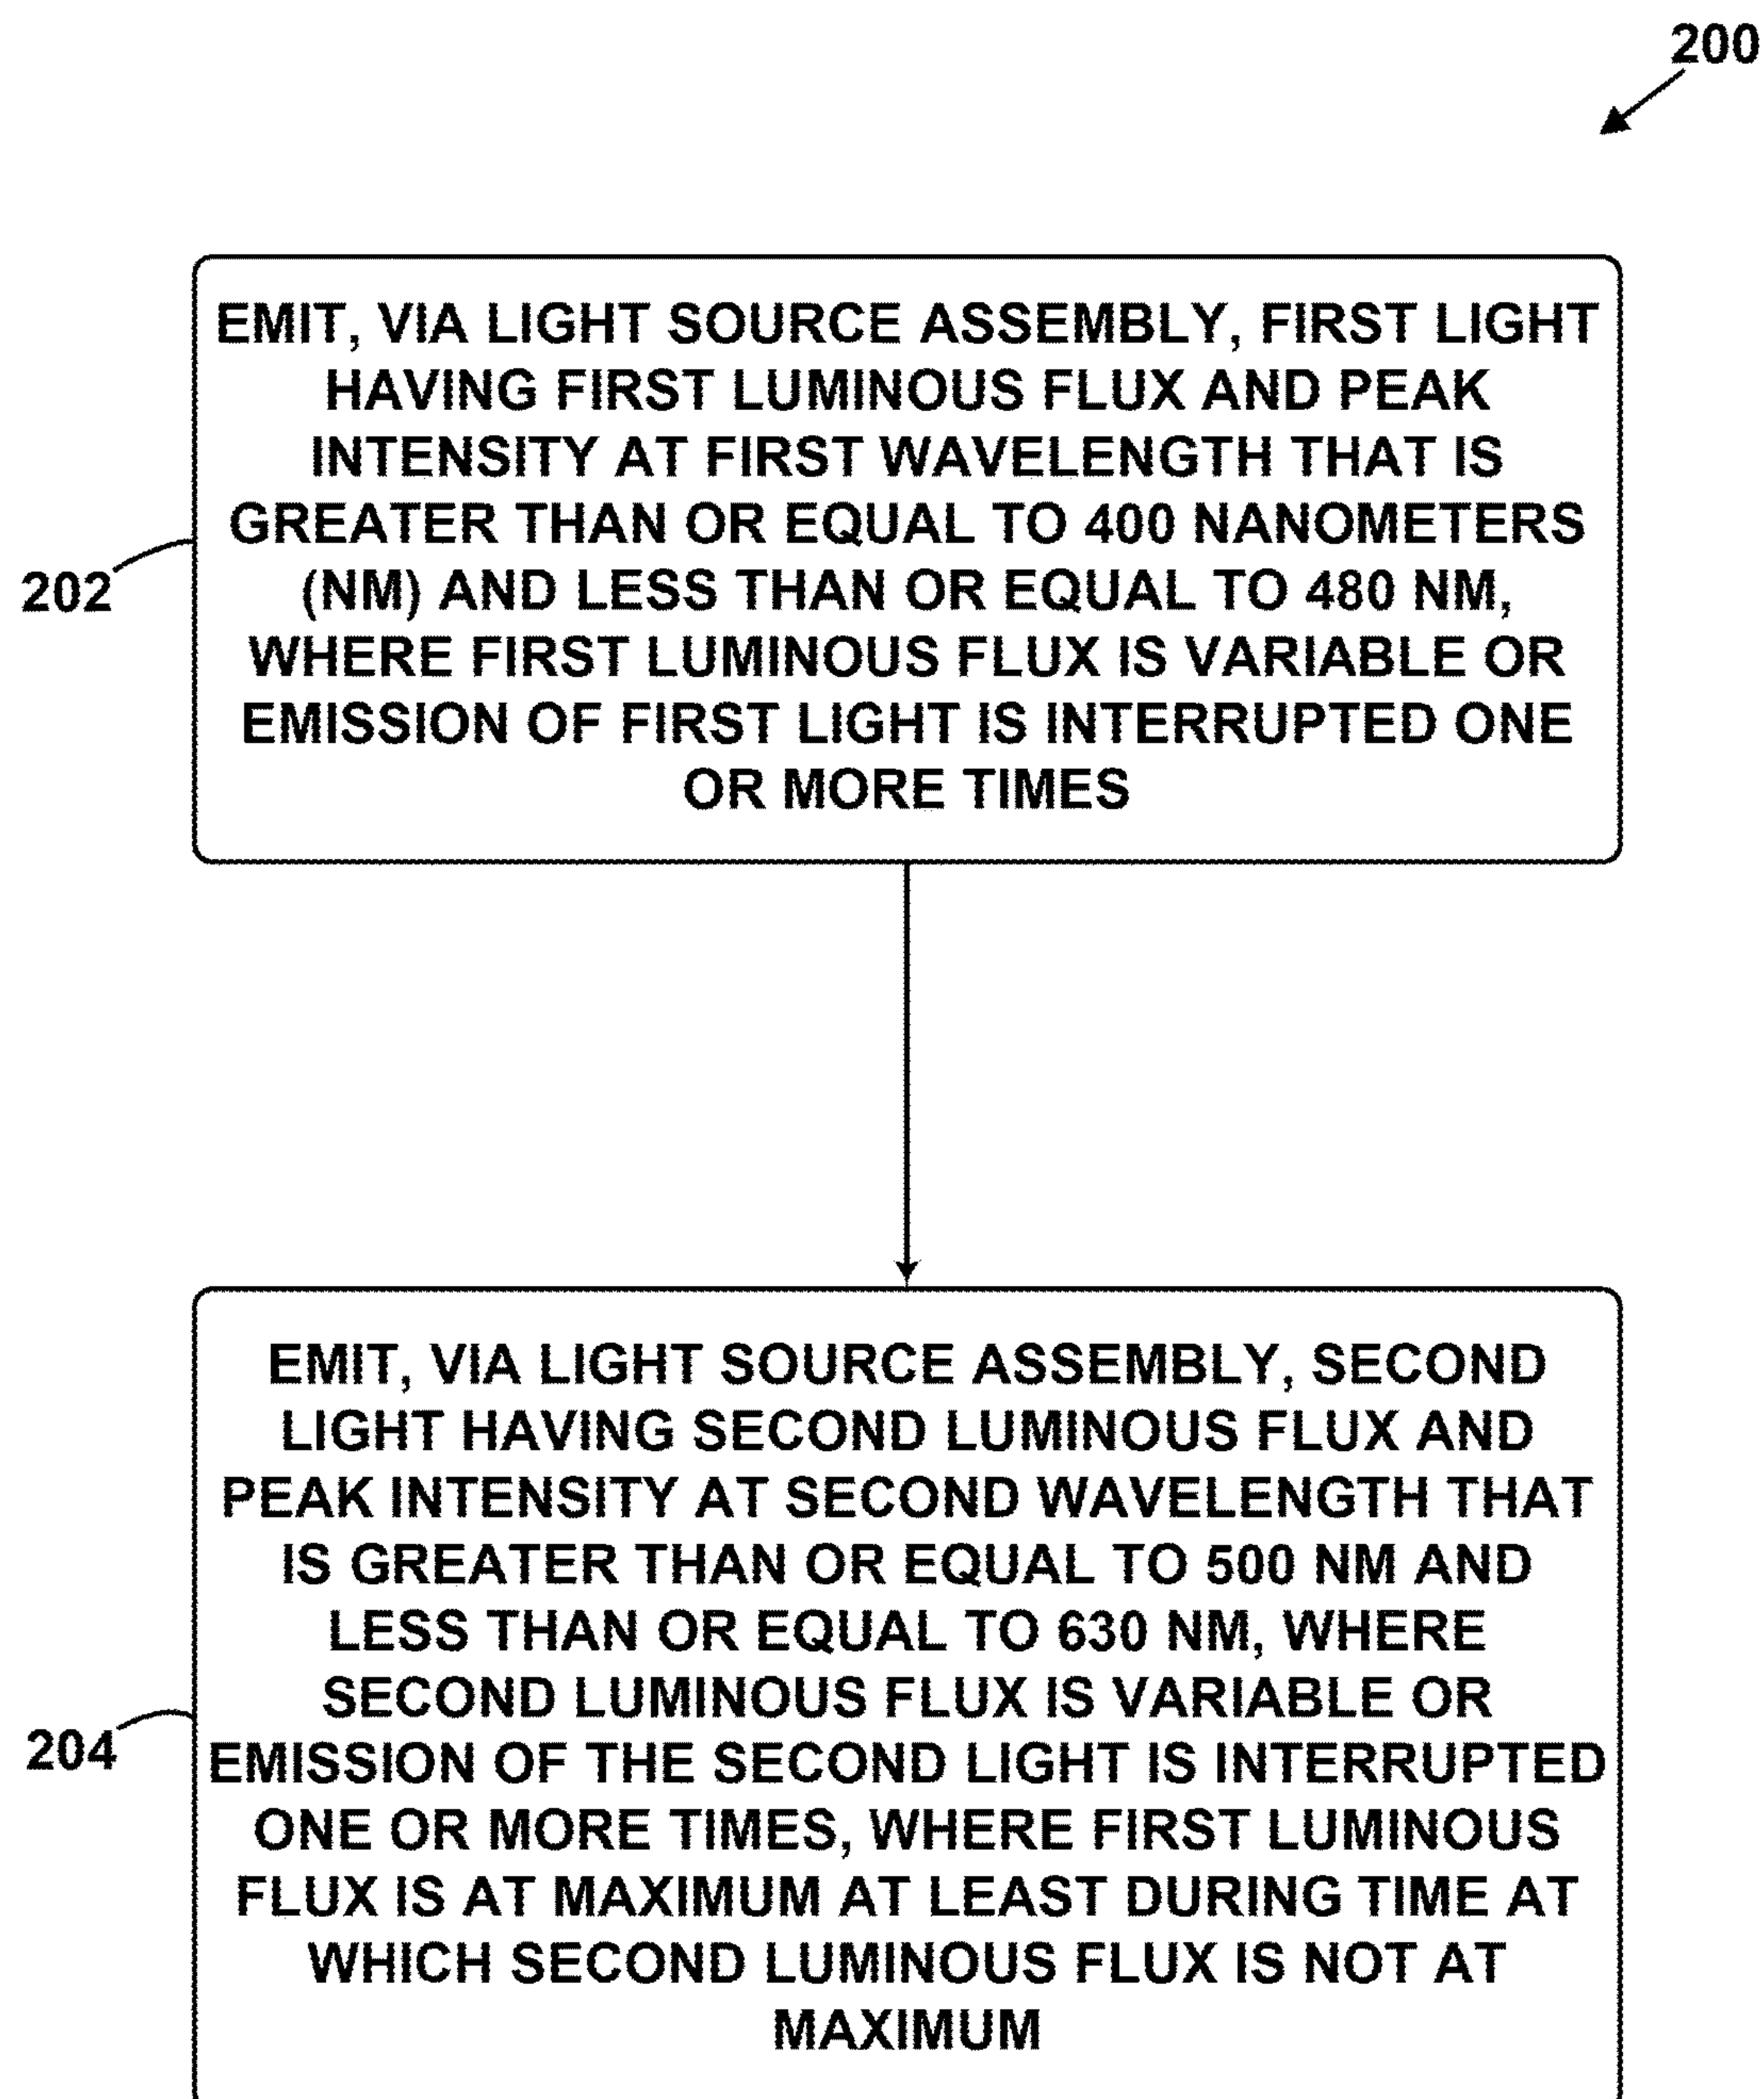 200
EMIT, VIA LIGHT SOURCE ASSEMBLY, FIRST LIGHT
HAVING FIRST LUMINOUS FLUX AND PEAK
INTENSITY AT FIRST WAVELENGTH THAT IS
GREATER THAN OR EQUAL TO 400 NANOMETERS
(NM) AND LESS THAN OR EQUAL TO 480 NM,
WHERE FIRST LUMINOUS FLUX IS VARIABLE OR
EMISSION OF FIRST LIGHT IS INTERRUPTED ONE
OR MORE TIMES
202
EMIT, VIA LIGHT SOURCE ASSEMBLY, SECOND
LIGHT HAVING SECOND LUMINOUS FLUX AND
PEAK INTENSITY AT SECOND WAVELENGTH THAT
IS GREATER THAN OR EQUAL TO 500 NM AND
LESS THAN OR EQUAL TO 630 NM, WHERE
SECOND LUMINOUS FLUX IS VARIABLE OR
EMISSION OF THE SECOND LIGHT IS INTERRUPTED
ONE OR MORE TIMES, WHERE FIRST LUMINOUS
FLUX IS AT MAXIMUM AT LEAST DURING TIME AT
WHICH SECOND LUMINOUS FLUX IS NOT AT
MAXIMUM
204